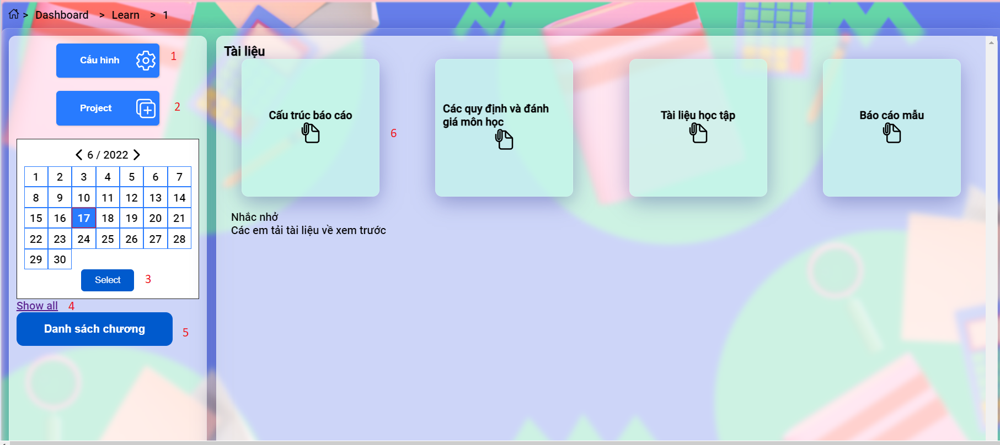 > Dashboard > Learn > 1
Cấu hình 1
Project 2
6 / 2022
1 2 3 4 5 6 7
8 9 10 11 12 13 14
15 16 17 18 19 20 21
22 23 24 25 26 27 28
29 30
Select 3
Show all 4
Danh sách chương 5
Tài liệu
Cấu trúc báo cáo
6
Các quy định và đánh
giá môn học
Tài liệu học tập
Báo cáo mẫu
Nhắc nhở
Các em tải tài liệu về xem trước